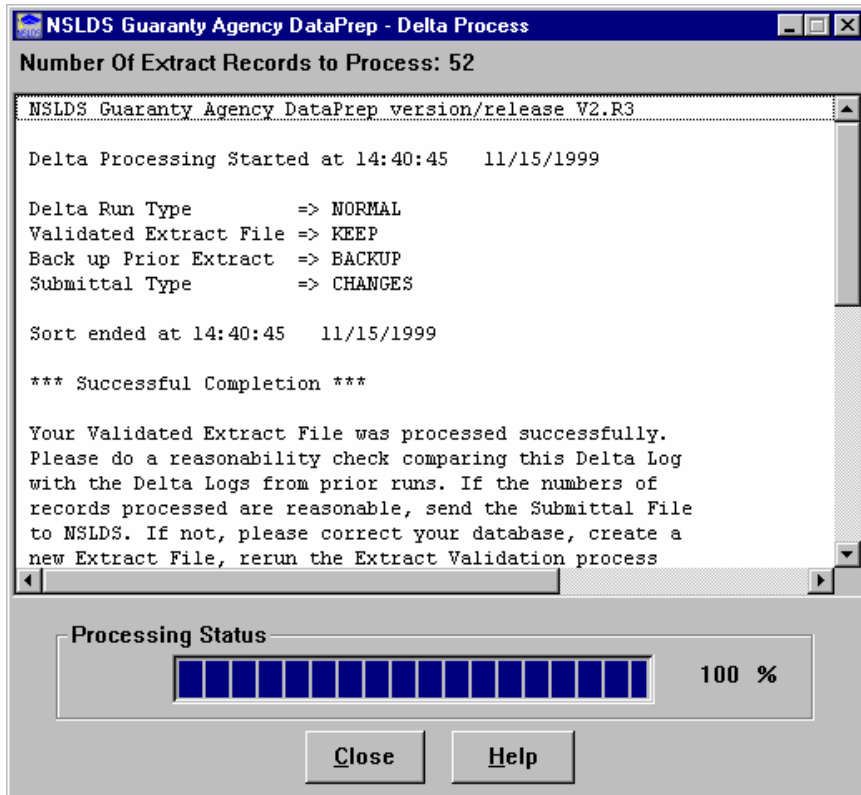 NSLDS Guaranty Agency DataPrep - Delta Process
Number Of Extract Records to Process: 52
NSLDS Guaranty Agency DataPrep version/release V2.R3
Delta Processing Started at 14:40:45 11/15/1999
Delta Run Type => NORMAL
Validated Extract File => KEEP
Back up Prior Extract => BACKUP
Submittal Type => CHANGES
Sort ended at 14:40:45 11/15/1999
*** Successful Completion ***
Your Validated Extract File was processed successfully.
Please do a reasonability check comparing this Delta Log
with the Delta Logs from prior runs. If the numbers of
records processed are reasonable, send the Submittal File
to NSLDS. If not, please correct your database, create a
new Extract File, rerun the Extract Validation process
Processing Status
100 %
Close
Help